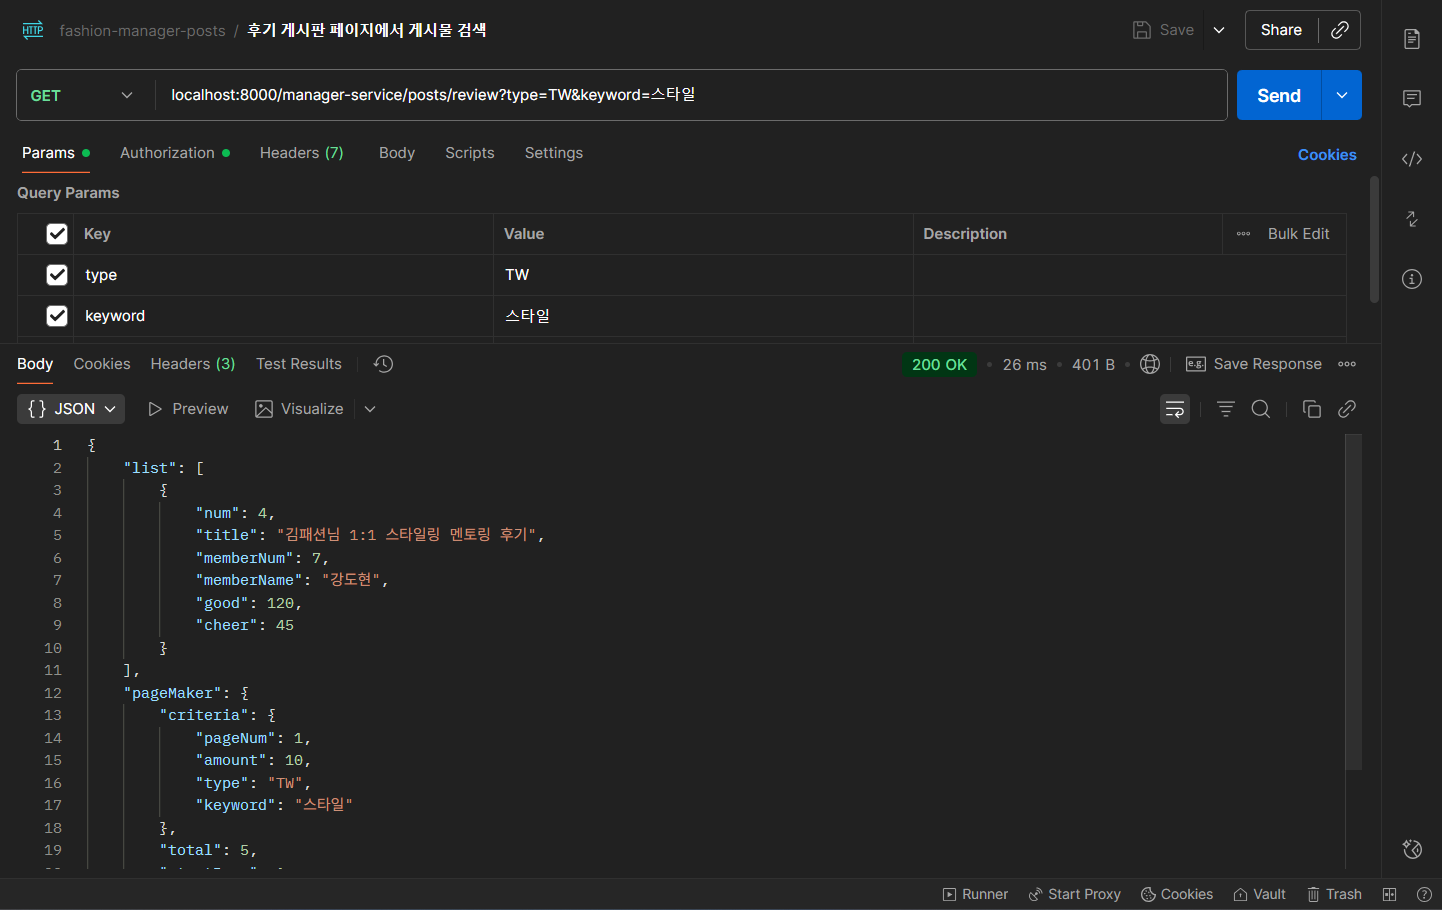 HTTP fashion-manager-posts / 후기 게시판 페이지에서 게시물 검색 Save Share
GET localhost:8000/manager-service/posts/review?type=TW&keyword=스타일 Send
Params Authorization Headers (7) Body Scripts Settings Cookies
Query Params
Key Value Description Bulk Edit
type TW
keyword 스타일
Body Cookies Headers (3) Test Results 200 OK 26 ms 401 B e.g. Save Response
{} JSON Preview Visualize
1 {
2 "list": [
3 {
4 "num": 4,
5 "title": "김패션님 1:1 스타일링 멘토링 후기",
6 "memberNum": 7,
7 "memberName": "강도현",
8 "good": 120,
9 "cheer": 45
10 }
11 ],
12 "pageMaker": {
13 "criteria": {
14 "pageNum": 1,
15 "amount": 10,
16 "type": "TW",
17 "keyword": "스타일"
18 },
19 "total": 5,
Runner Start Proxy Cookies Vault Trash